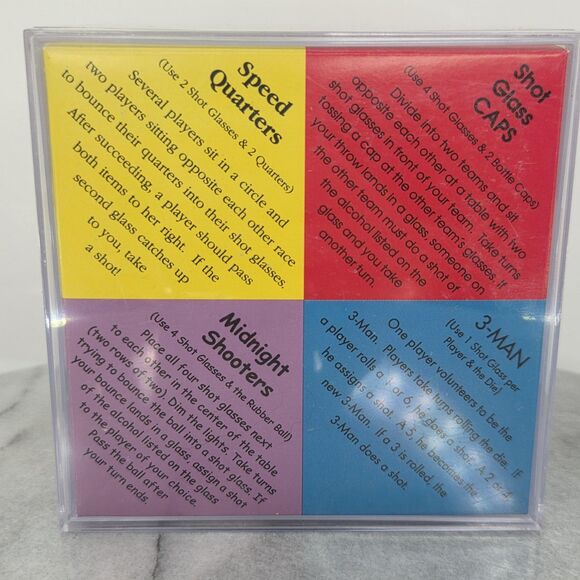 Speed
Quarters
(Use 2 Shot Glasses & 2 Quarters)
Several players sit in a circle and
two players sitting opposite each other race
to bounce their quarters into their shot glasses.
After succeeding, a player should pass
both items to her right. If the
second glass catches up
to you, take
a shot!
Shot
Glass
CAPS
(Use 4 Shot Glasses & 2 Bottle Caps)
Divide into two teams and sit
opposite each other at a table with two
shot glasses in front of your team. Take turns
tossing a cap at the other team's glasses. If
your throw lands in a glass, someone on
the other team must do a shot of
the alcohol listed on the
glass and you take
another turn.
Midnight
Shooters
(Use 4 Shot Glasses & the Rubber Ball)
Place all four shot glasses next
to each other in the center of the table
(two rows of two). Dim the lights. Take turns
trying to bounce the ball into a shot glass. If
your bounce lands in a glass, assign a shot
of the alcohol listed on the glass
to the player of your choice.
Pass the ball after
your turn ends.
3-MAN
(Use 1 Shot Glass per
Player & the Die)
One player volunteers to be the
3-Man. Players take turns rolling the die. If
a player rolls a or 6, he a shot. A 2 or 4,
he assigns a shot. A 5, he becomes the
new 3-Man. If a 3 is rolled, the
3-Man does a shot.